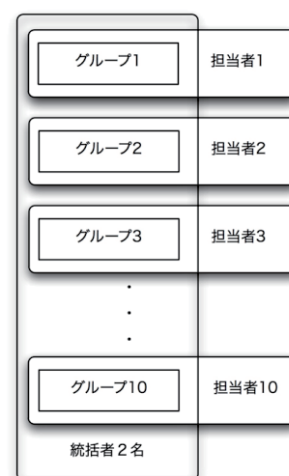 グループ1 担当者1
グループ2 担当者2
グループ3 担当者3
・
・
・
グループ10 担当者10
統括者２名